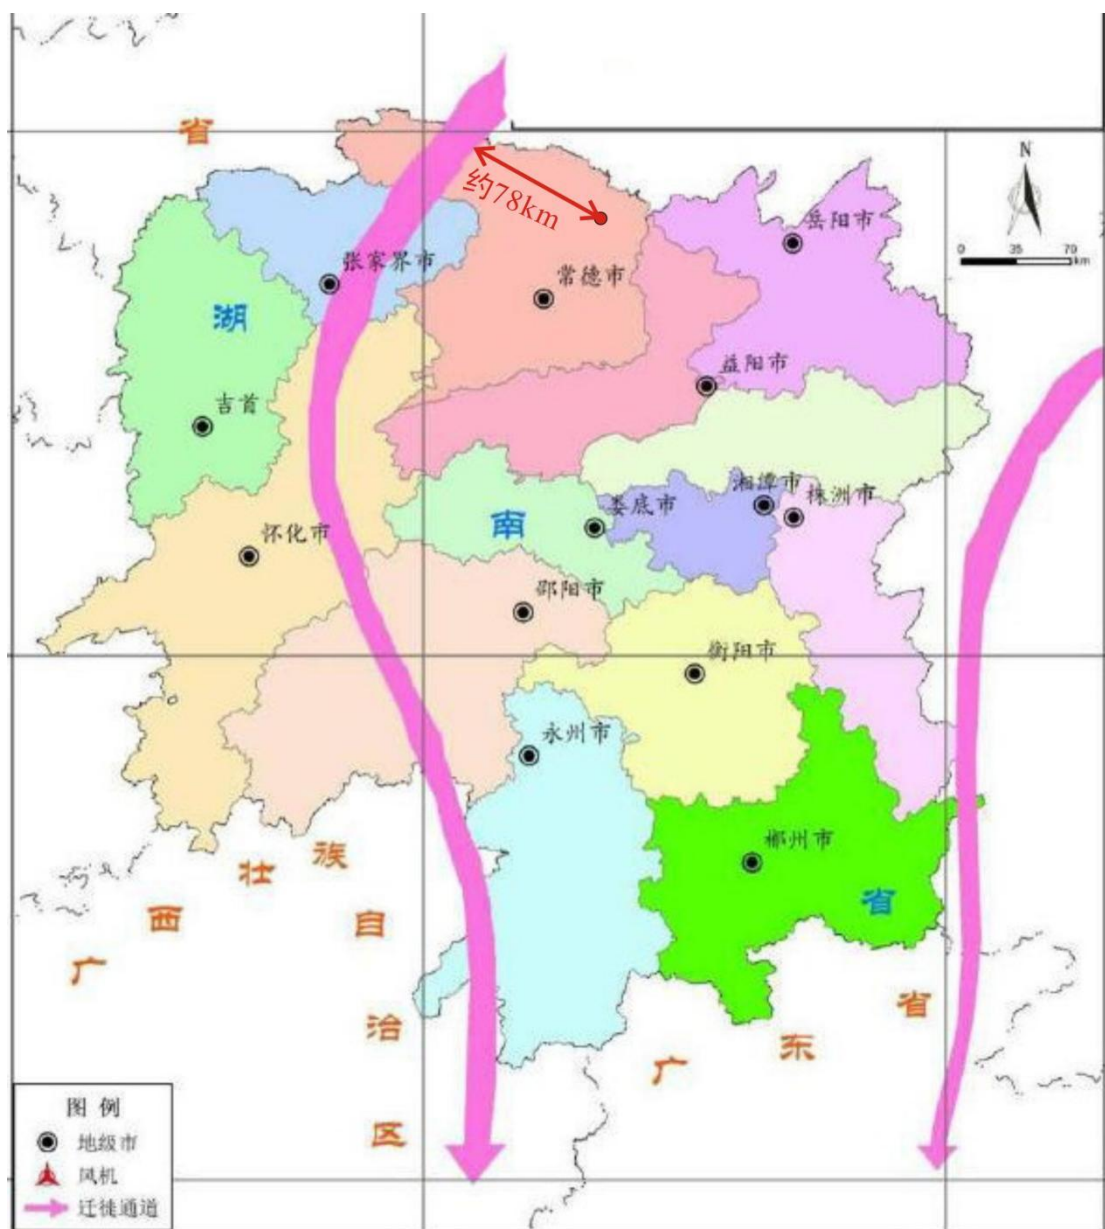 省
N
0 35 70
km
约78km
岳阳市
张家界市
常德市
湖
益阳市
吉首
湘潭市
株洲市
娄底市
南
怀化市
邵阳市
衡阳市
永州市
郴州市
省
广西壮族自治区
广东省
图例
地级市
风机
迁徙通道